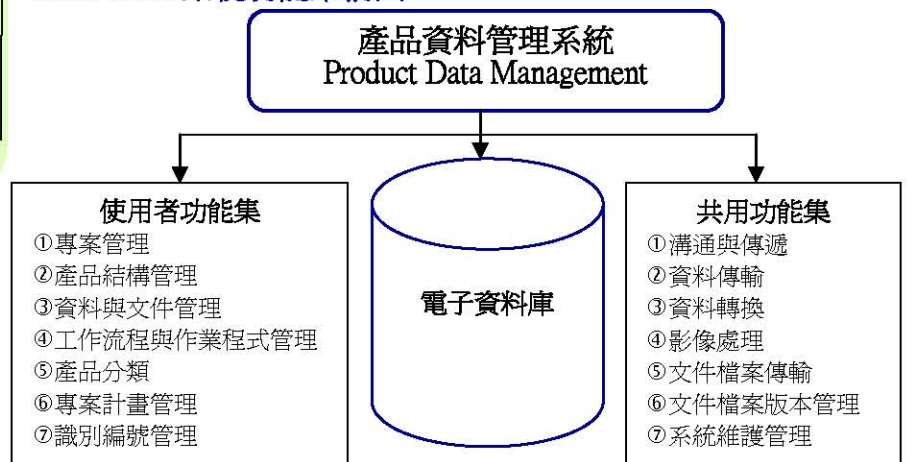 產品資料管理系統
Product Data Management
使用者功能集
①專案管理
②產品結構管理
③資料與文件管理
④工作流程與作業程式管理
⑤產品分類
⑥專案計畫管理
⑦識別編號管理
電子資料庫
共用功能集
①溝通與傳遞
②資料傳輸
③資料轉換
④影像處理
⑤文件檔案傳輸
⑥文件檔案版本管理
⑦系統維護管理